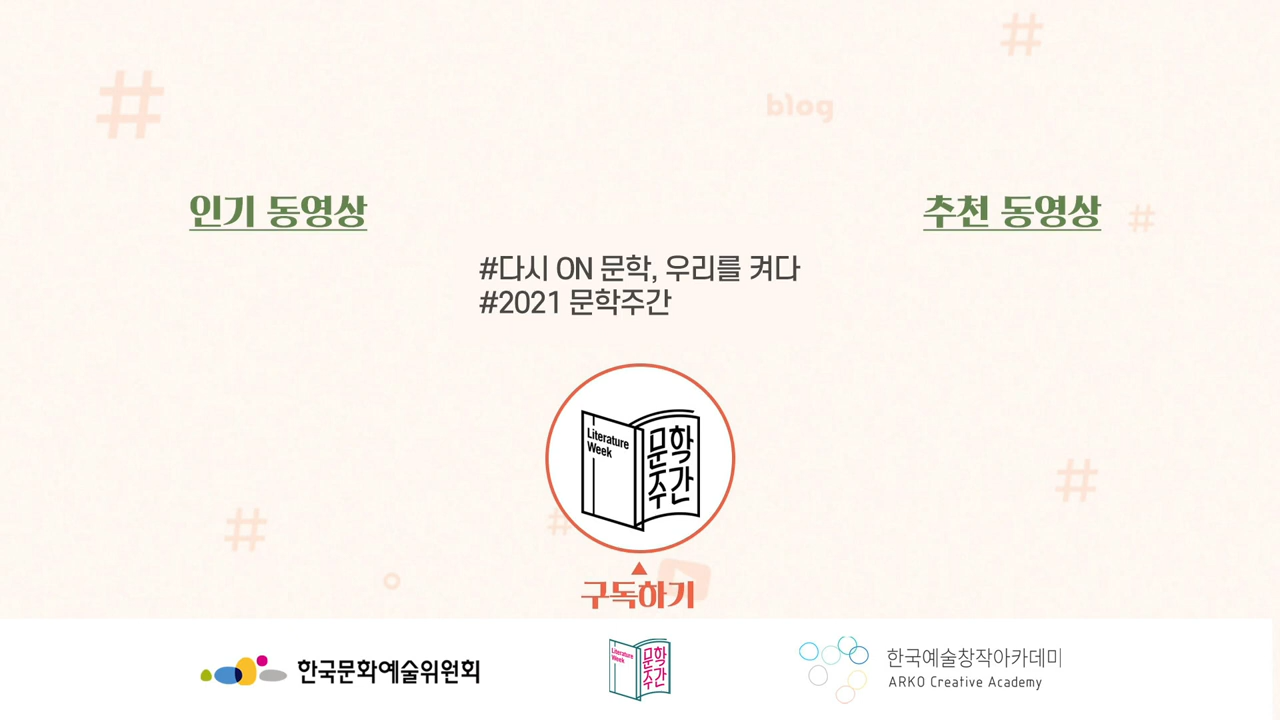 #
#
blog
인기 동영상
추천 동영상
#
#다시 ON 문학, 우리를 켜다
#2021 문학주간
Literature
Week
문학
주간
#
#
#
구독하기
한국문화예술위원회
Literature
Week
문학
주간
한국예술창작아카데미
ARKO Creative Academy